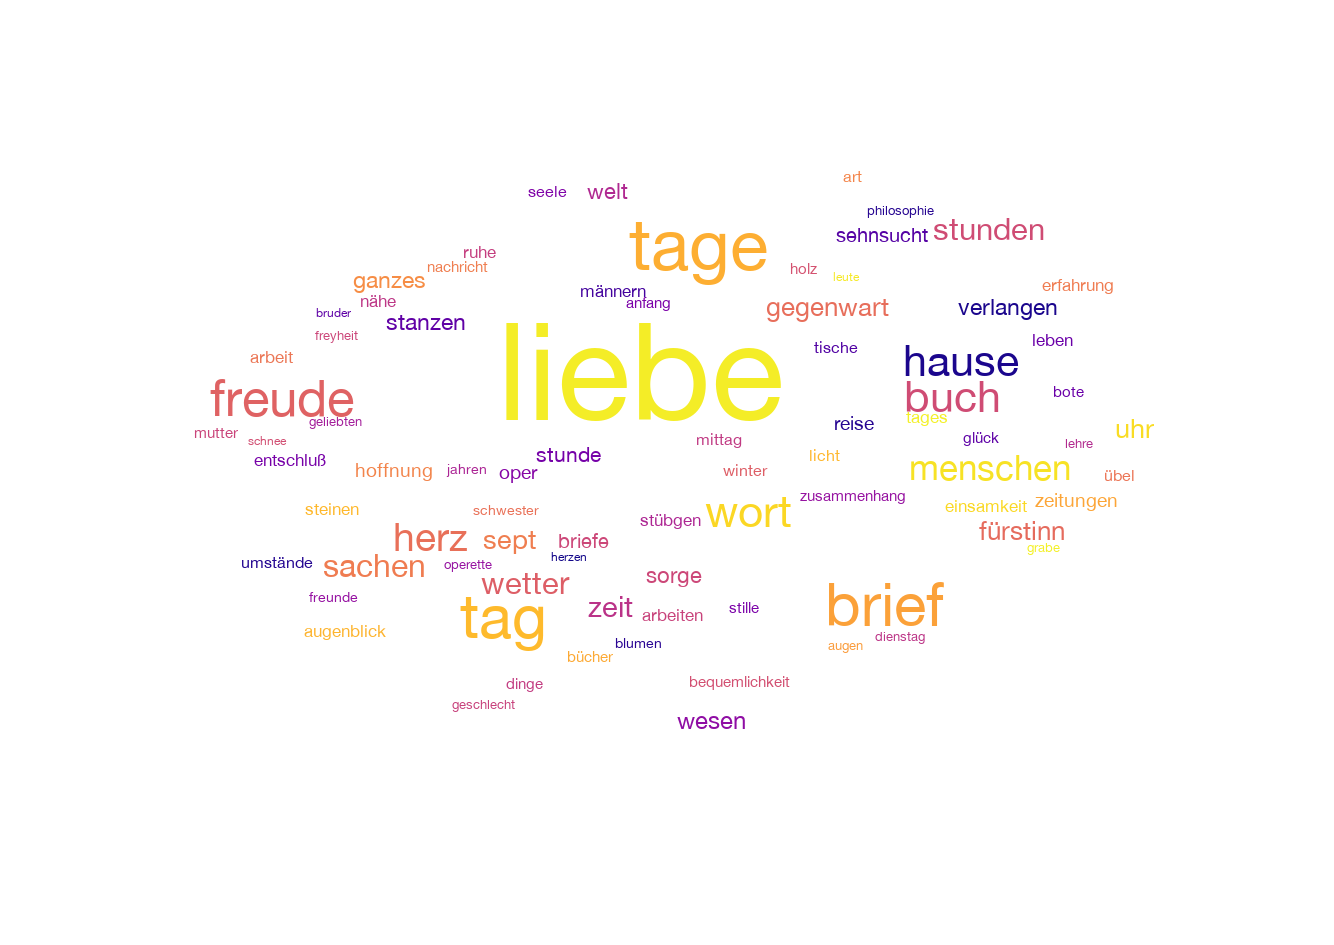 art
seele
welt
philosophie
tage
stunden
sehnsucht
ruhe
nachricht
holz
leute
ganzes
erfahrung
männern
nähe
anfang
gegenwart
verlangen
bruder
stanzen
freyheit
leben
tische
liebe
arbeit
hause
freude
buch
bote
geliebten
tages
reise
uhr
mutter
schnee
mittag
glück
lehre
entschluß
stunde
licht
hoffnung
jahren
oper
winter
menschen
übel
zusammenhang
steinen
schwester
stübgen
wort
einsamkeit
zeitungen
herz
sept
briefe
fürstinn
grabe
umstände
sachen
operette
herzen
wetter
sorge
freunde
tag
zeit
arbeiten
stille
brief
augenblick
blumen
dienstag
augen
bücher
dinge
bequemlichkeit
geschlecht
wesen